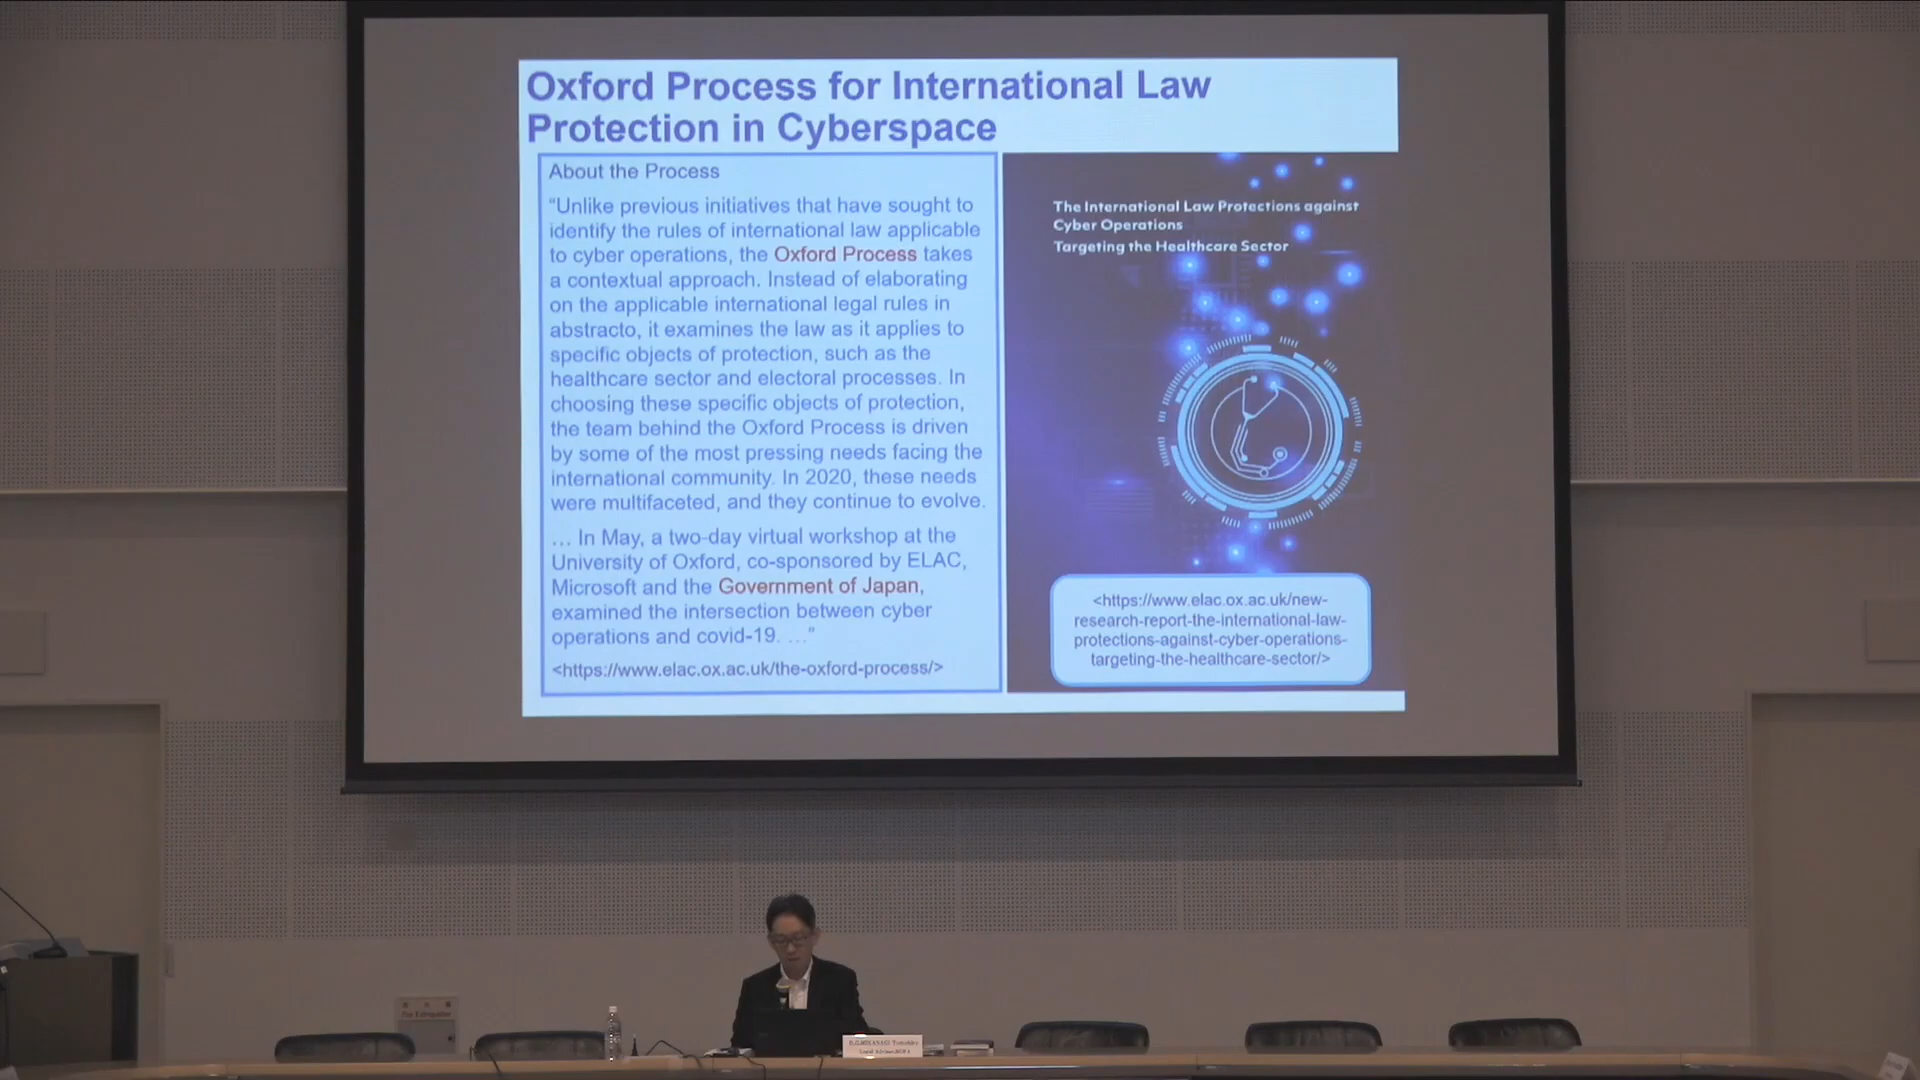 Oxford Process for International Law
Protection in Cyberspace
About the Process
“Unlike previous initiatives that have sought to
identify the rules of international law applicable
to cyber operations, the Oxford Process takes
a contextual approach. Instead of elaborating
on the applicable international legal rules in
abstracto, it examines the law as it applies to
specific objects of protection, such as the
healthcare sector and electoral processes. In
choosing these specific objects of protection,
the team behind the Oxford Process is driven
by some of the most pressing needs facing the
international community. In 2020, these needs
were multifaceted, and they continue to evolve.
… In May, a two-day virtual workshop at the
University of Oxford, co-sponsored by ELAC,
Microsoft and the Government of Japan,
examined the intersection between cyber
operations and covid-19. …”
<https://www.elac.ox.ac.uk/the-oxford-process/>
The International Law Protections against
Cyber Operations
Targeting the Healthcare Sector
<https://www.elac.ox.ac.uk/new-
research-report-the-international-law-
protections-against-cyber-operations-
targeting-the-healthcare-sector/>
Fire Extinguisher